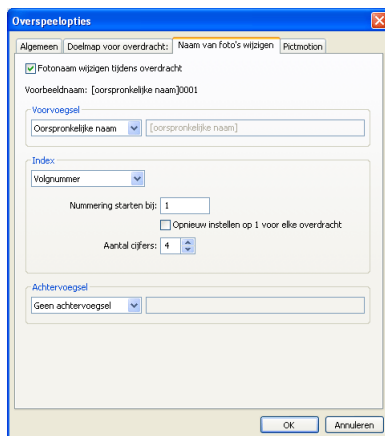 Overspeelopties
Algemeen Doelmap voor overdracht: Naam van foto's wijzigen Pictmotion
Fotonaam wijzigen tijdens overdracht
Voorbeeldnaam: [oorspronkelijke naam]0001
Voorvoegsel
Oorspronkelijke naam [oorspronkelijke naam]
Index
Volgnummer
Nummering starten bij: 1
Opnieuw instellen op 1 voor elke overdracht
Aantal cijfers: 4
Achtervoegsel
Geen achtervoegsel
OK Annuleren